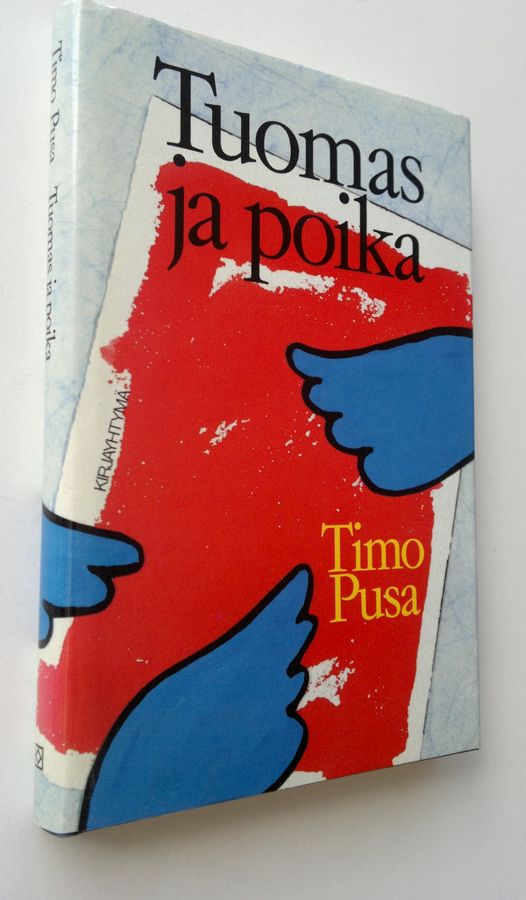 Tuomas
ja poika
KIRJAYHTYMÄ
Timo
Pusa
Timo Pusa Tuomas ja poika